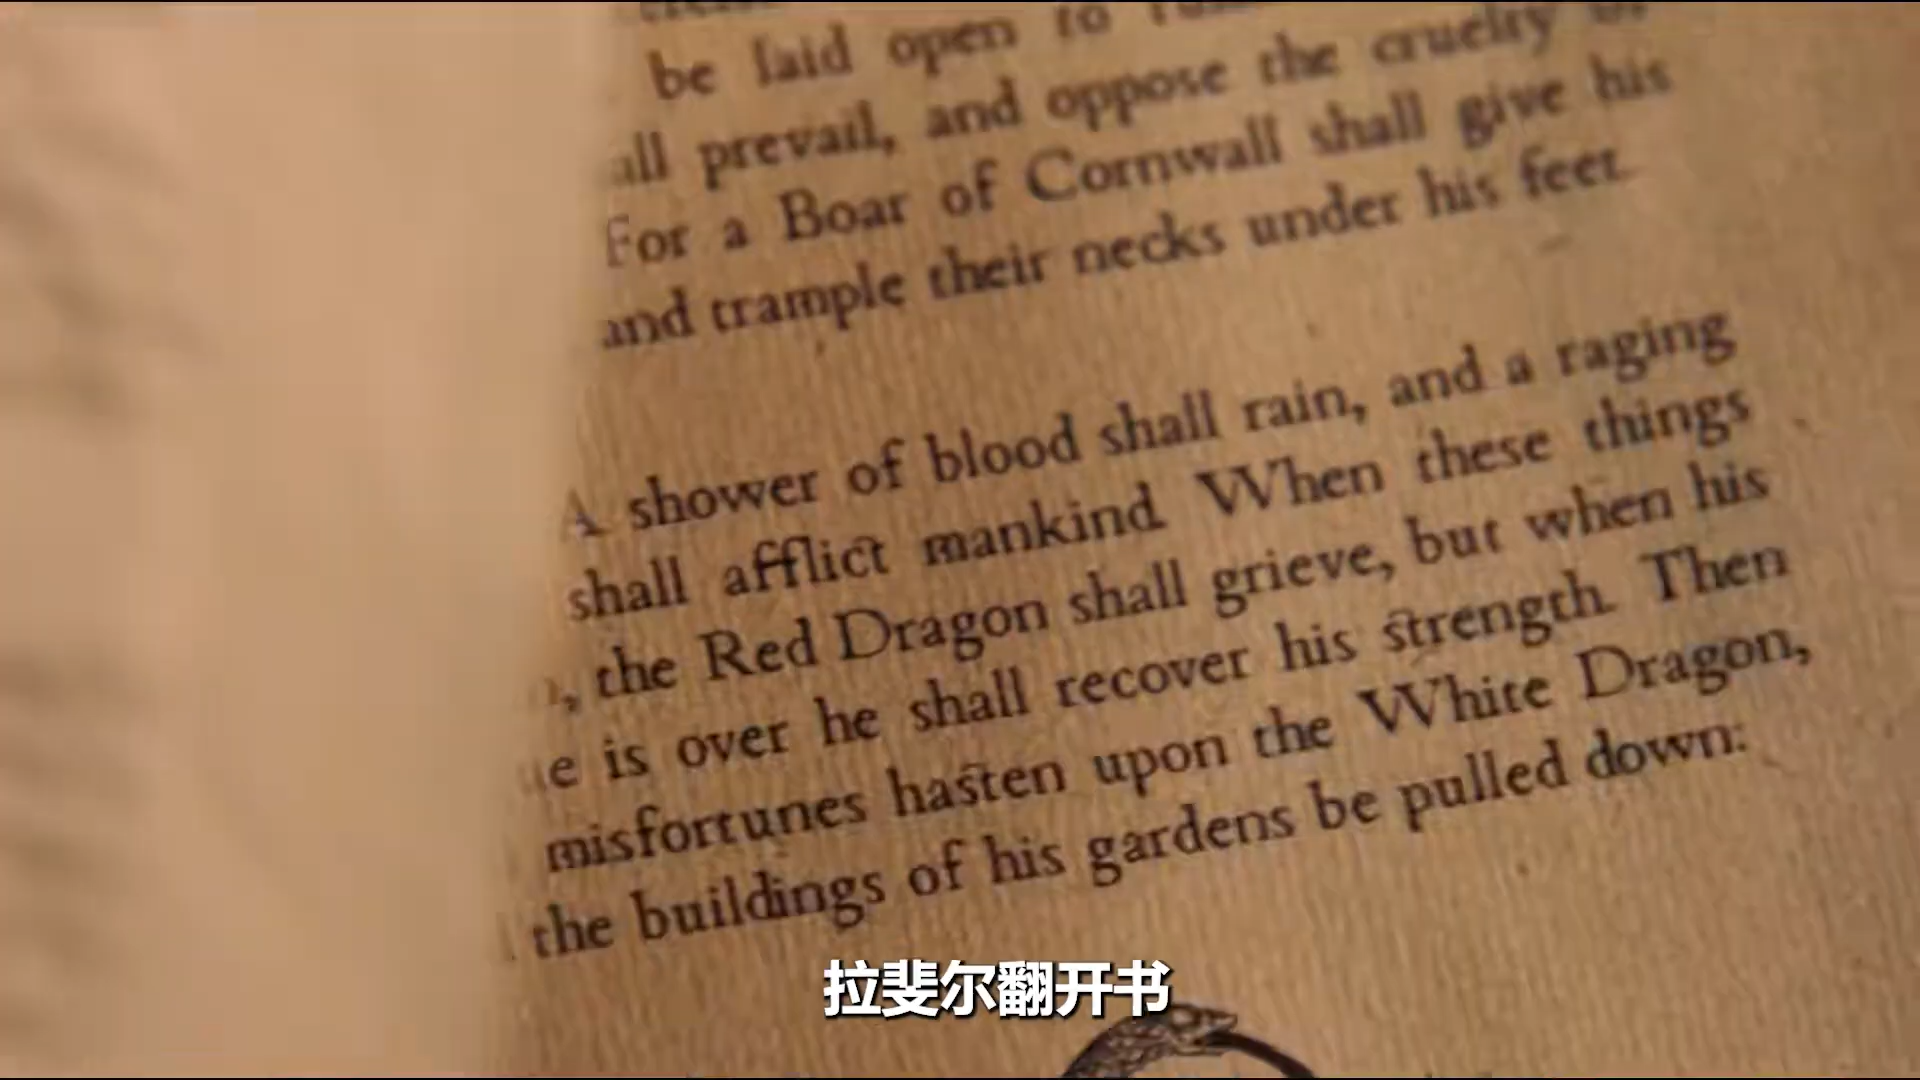 be laid open to
all prevail, and oppose the cruelty of
For a Boar of Cornwall shall give his
and trample their necks under his feet.
A shower of blood shall rain, and a raging
shall afflict mankind. When these things
, the Red Dragon shall grieve, but when his
e is over he shall recover his strength. Then
misfortunes hasten upon the White Dragon,
the buildings of his gardens be pulled down:
拉斐尔翻开书